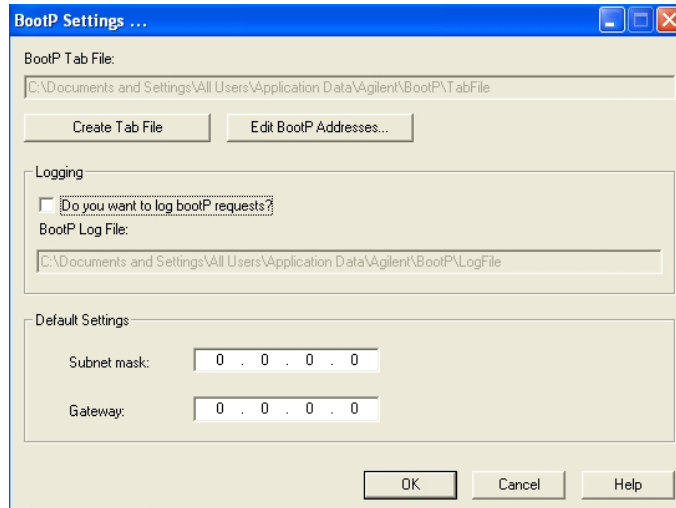 BootP Settings ...
BootP Tab File:
C:\Documents and Settings\All Users\Application Data\Agilent\BootP\TabFile
Create Tab File
Edit BootP Addresses...
Logging
Do you want to log bootP requests?
BootP Log File:
C:\Documents and Settings\All Users\Application Data\Agilent\BootP\LogFile
Default Settings
Subnet mask: 0 . 0 . 0 . 0
Gateway: 0 . 0 . 0 . 0
OK Cancel Help